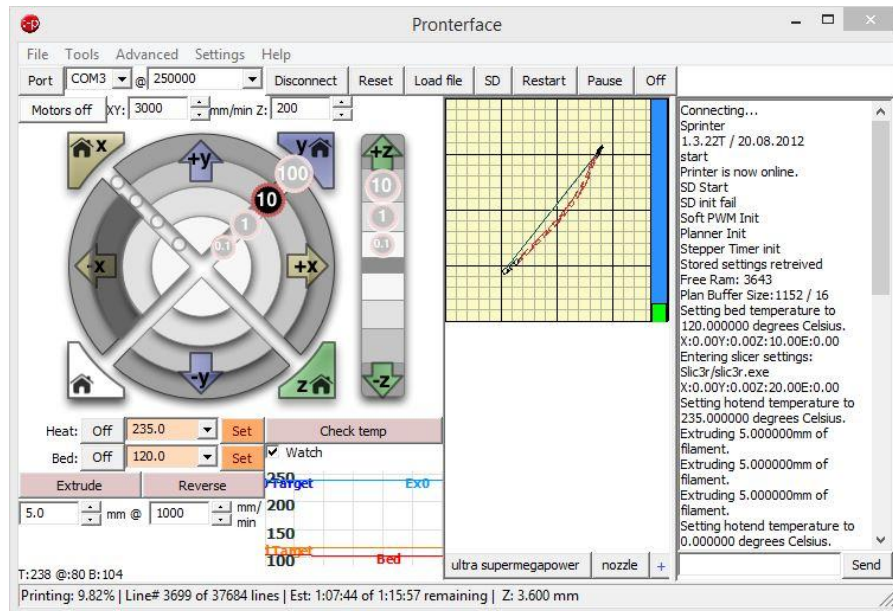 Pronterface
File Tools Advanced Settings Help
Port COM3 @ 250000 Disconnect Reset Load file SD Restart Pause Off
Motors off XY: 3000 mm/min Z: 200
x
y
+y
100
10
1
0.1
-x
+x
-y
z
+z
10
1
0.1
-z
Heat: Off 235.0 Set Check temp
Bed: Off 120.0 Set Watch
Extrude Reverse
5.0 mm @ 1000 mm/min
250
Target Ex0
200
150
Target
100 Bed
T:238 @:80 B:104
ultra supermegapower nozzle +
Connecting...
Sprinter
1.3.22T / 20.08.2012
start
Printer is now online.
SD Start
SD init fail
Soft PWM Init
Planner Init
Stepper Timer init
Stored settings retreived
Free Ram: 3643
Plan Buffer Size:1152 / 16
Setting bed temperature to
120.000000 degrees Celsius.
X:0.00Y:0.00Z:10.00E:0.00
Entering slicer settings:
Slic3r/slic3r.exe
X:0.00Y:0.00Z:20.00E:0.00
Setting hotend temperature to
235.000000 degrees Celsius.
Extruding 5.000000mm of
filament.
Extruding 5.000000mm of
filament.
Extruding 5.000000mm of
filament.
Setting hotend temperature to
0.000000 degrees Celsius.
Send
Printing: 9.82% | Line# 3699 of 37684 lines | Est: 1:07:44 of 1:15:57 remaining | Z: 3.600 mm